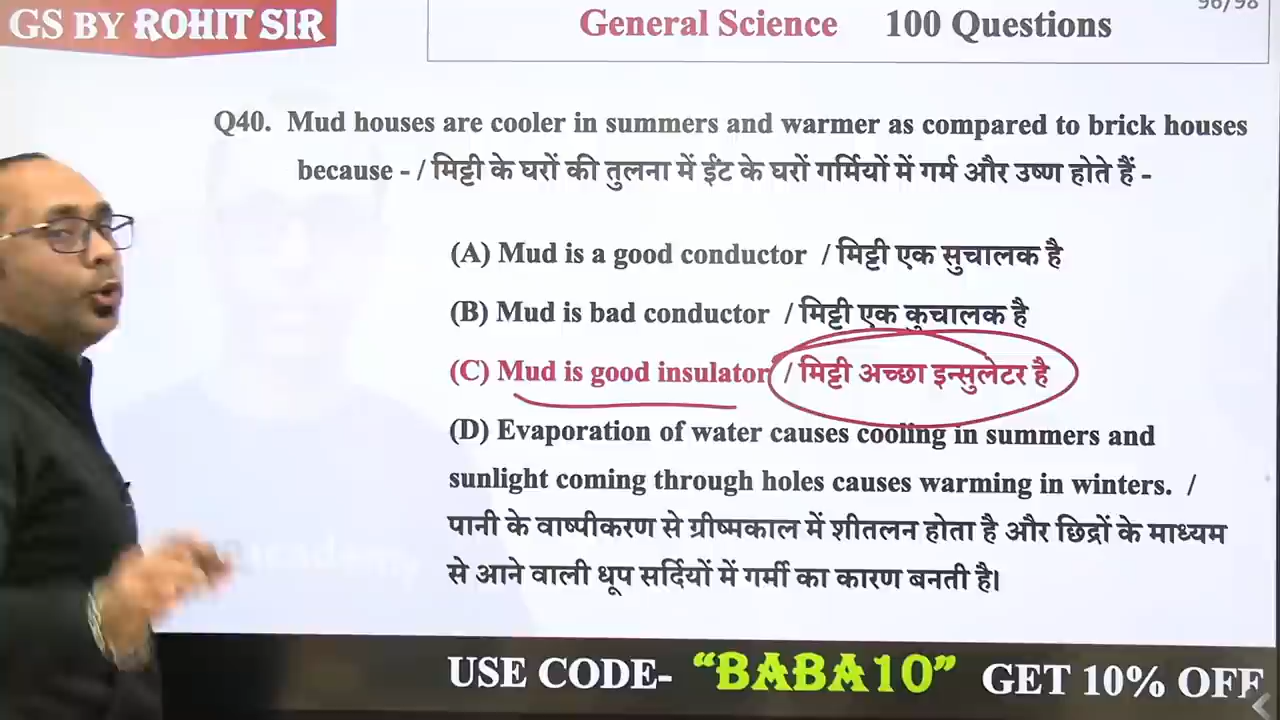 GS BY ROHIT SIR
General Science 100 Questions
96/98
Q40. Mud houses are cooler in summers and warmer as compared to brick houses
because - / मिट्टी के घरों की तुलना में ईंट के घरों गर्मियों में गर्म और उष्ण होते हैं -
(A) Mud is a good conductor / मिट्टी एक सुचालक है
(B) Mud is bad conductor / मिट्टी एक कुचालक है
(C) Mud is good insulator / मिट्टी अच्छा इन्सुलेटर है
(D) Evaporation of water causes cooling in summers and
sunlight coming through holes causes warming in winters. /
पानी के वाष्पीकरण से ग्रीष्मकाल में शीतलन होता है और छिद्रों के माध्यम
से आने वाली धूप सर्दियों में गर्मी का कारण बनती है।
USE CODE- “BABA10” GET 10% OFF